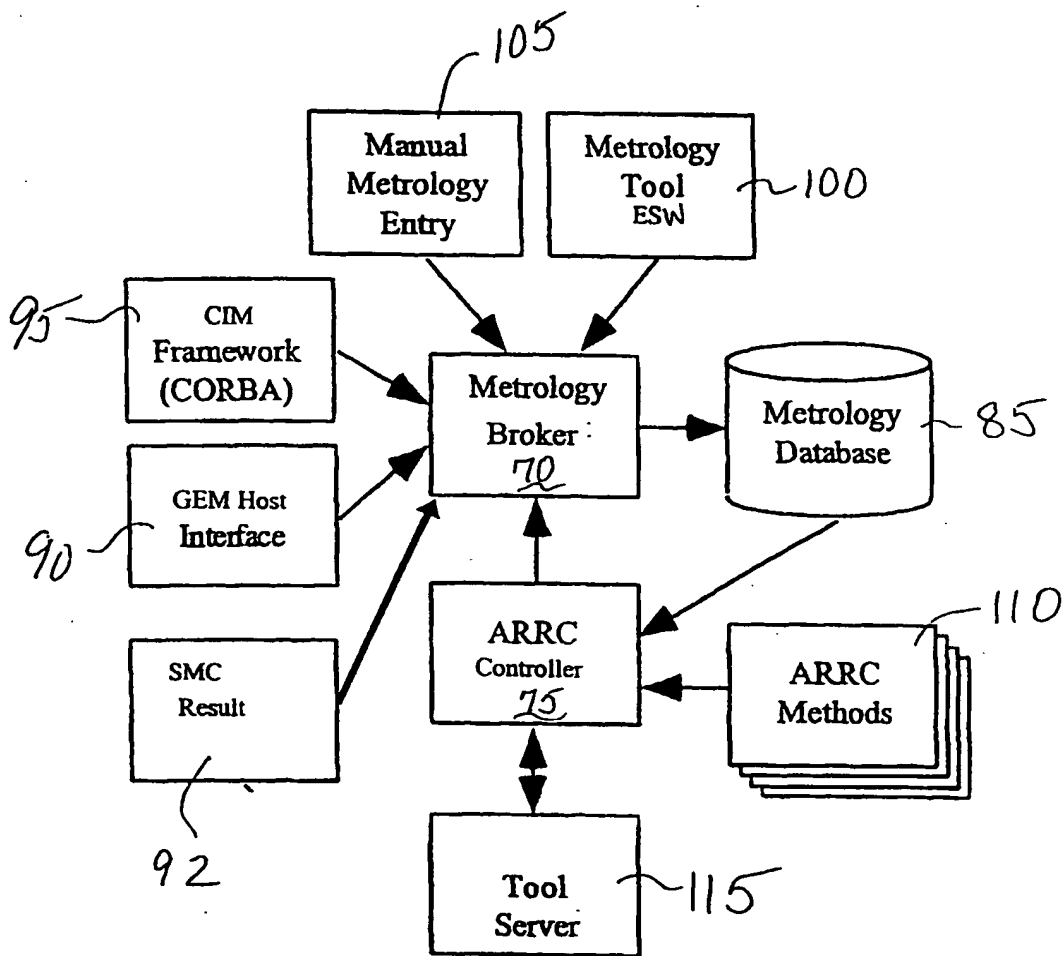 105
Manual
Metrology
Entry
Metrology
Tool
ESW
100
95
CIM
Framework
(CORBA)
Metrology
Broker :
70
Metrology
Database
85
GEM Host
Interface
90
SMC
Result
92
ARRC
Controller
75
110
ARRC
Methods
Tool
Server
115